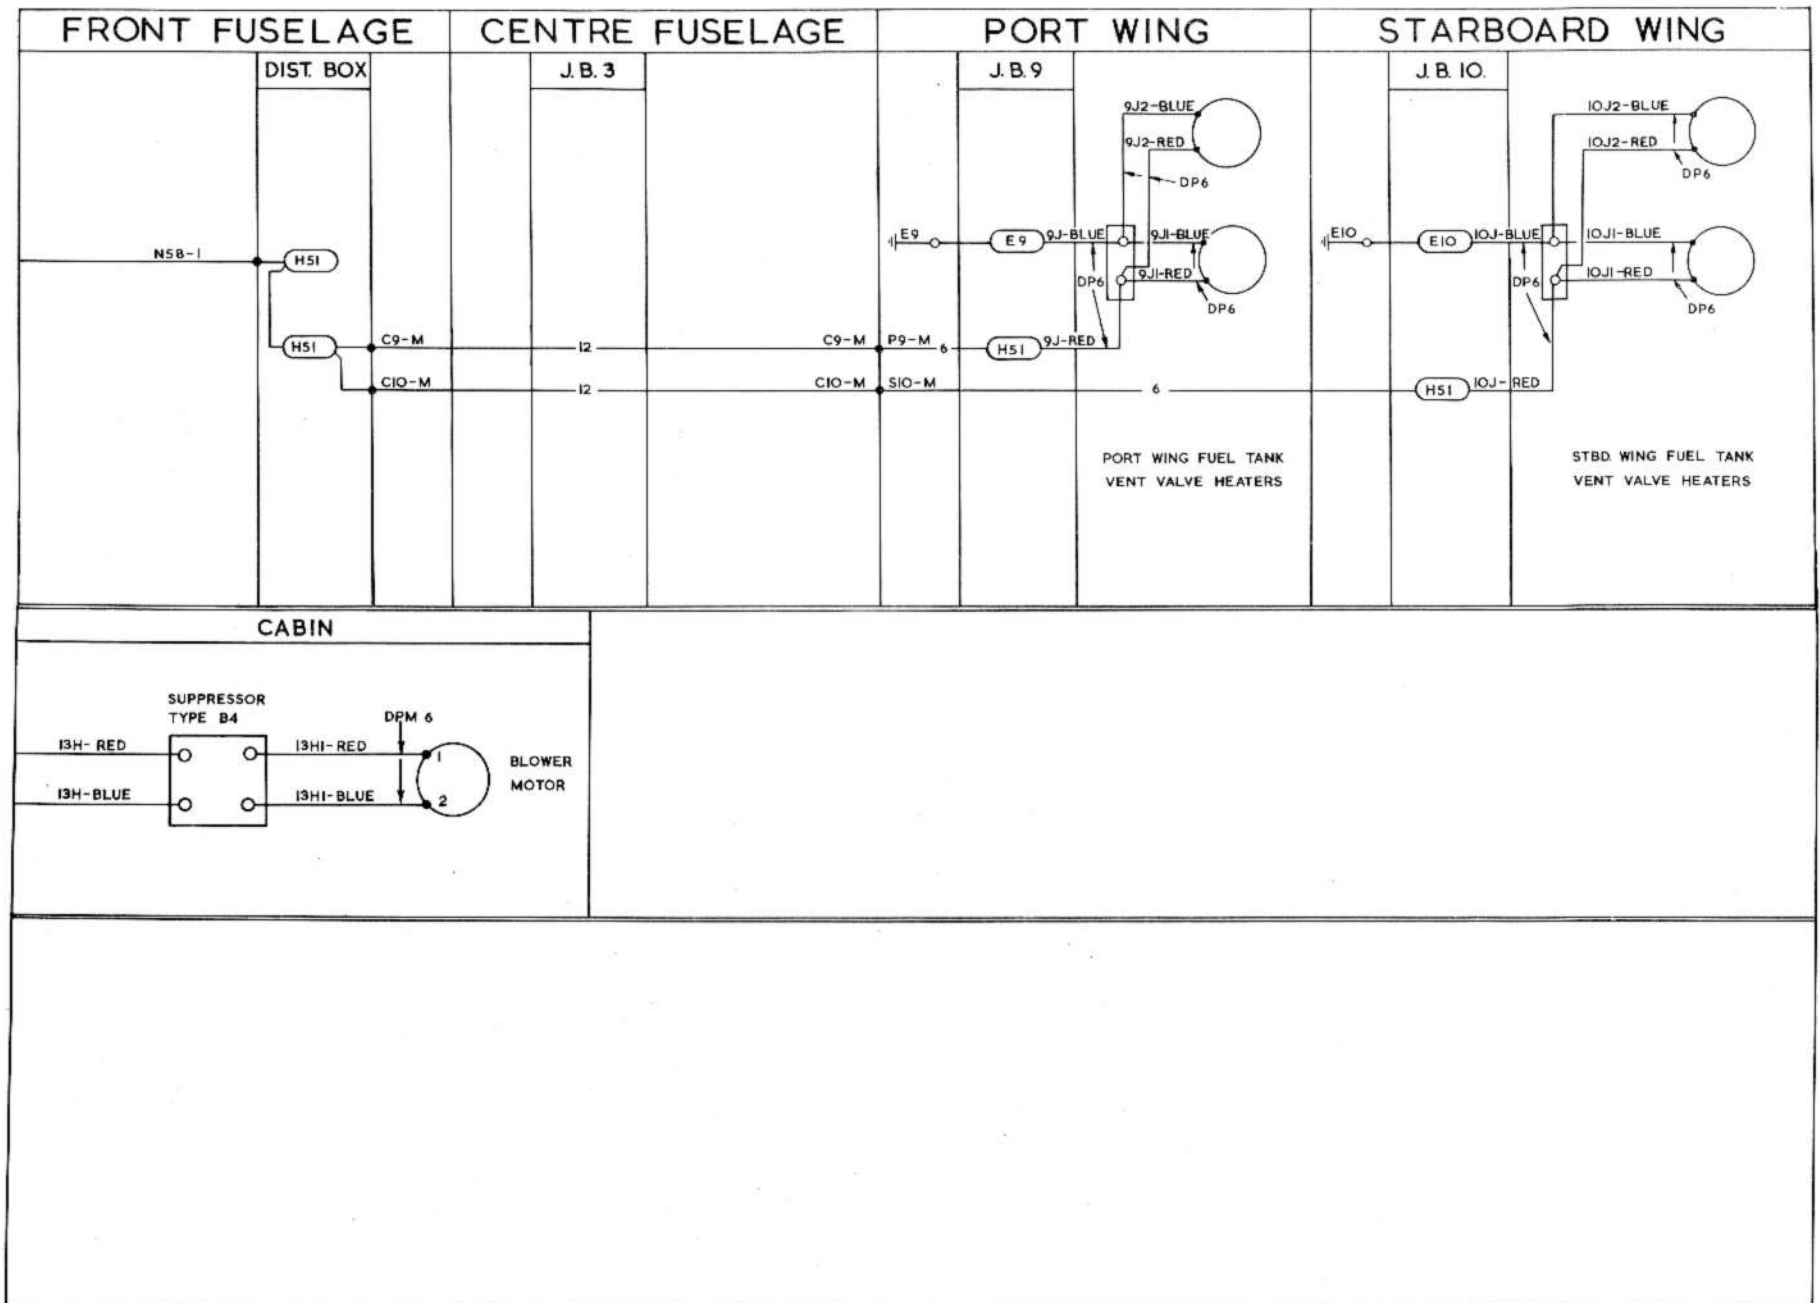 FRONT FUSELAGE
CENTRE FUSELAGE
PORT WING
STARBOARD WING
DIST. BOX
J.B.3
J.B.9
J.B.10.
9J2-BLUE
9J2-RED
DP6
10J2-BLUE
10J2-RED
DP6
N58-1
H51
E9
E9
9J-BLUE
9J1-BLUE
DP6
9J1-RED
DP6
E10
E10
10J-BLUE
10J1-BLUE
DP6
10J1-RED
DP6
H51
C9-M
12
C9-M
P9-M
6
H51
9J-RED
C10-M
12
C10-M
S10-M
6
H51
10J-RED
PORT WING FUEL TANK
VENT VALVE HEATERS
STBD. WING FUEL TANK
VENT VALVE HEATERS
CABIN
SUPPRESSOR
TYPE B4
DPM 6
13H-RED
13H1-RED
1
BLOWER
MOTOR
13H-BLUE
13H1-BLUE
2